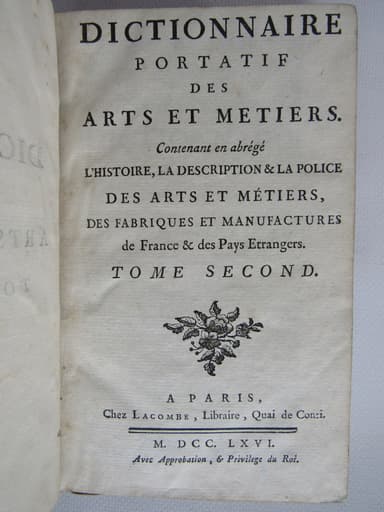 DICTIONNAIRE
PORTATIF
DES
ARTS ET METIERS.
Contenant en abrégé
L'HISTOIRE, LA DESCRIPTION & LA POLICE
DES ARTS ET MÉTIERS,
DES FABRIQUES ET MANUFACTURES
de France & des Pays Etrangers.
TOME SECOND.
A PARIS,
Chez LACOMBE, Libraire, Quai de Conti.
M. DCC. LXVI.
Avec Approbation, & Privilege du Roi.